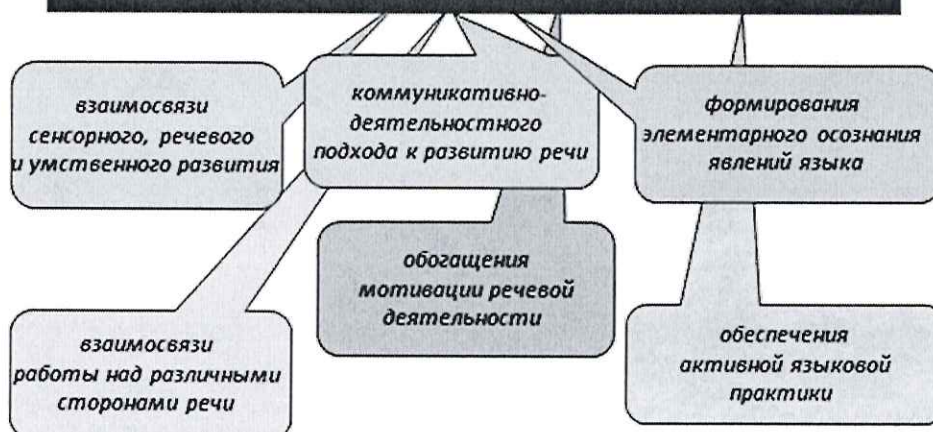 взаимосвязи
сенсорного, речевого
и умственного развития
коммуникативно-
деятельностного
подхода к развитию речи
формирования
элементарного осознания
явлений языка
обогащения
мотивации речевой
деятельности
взаимосвязи
работы над различными
сторонами речи
обеспечения
активной языковой
практики